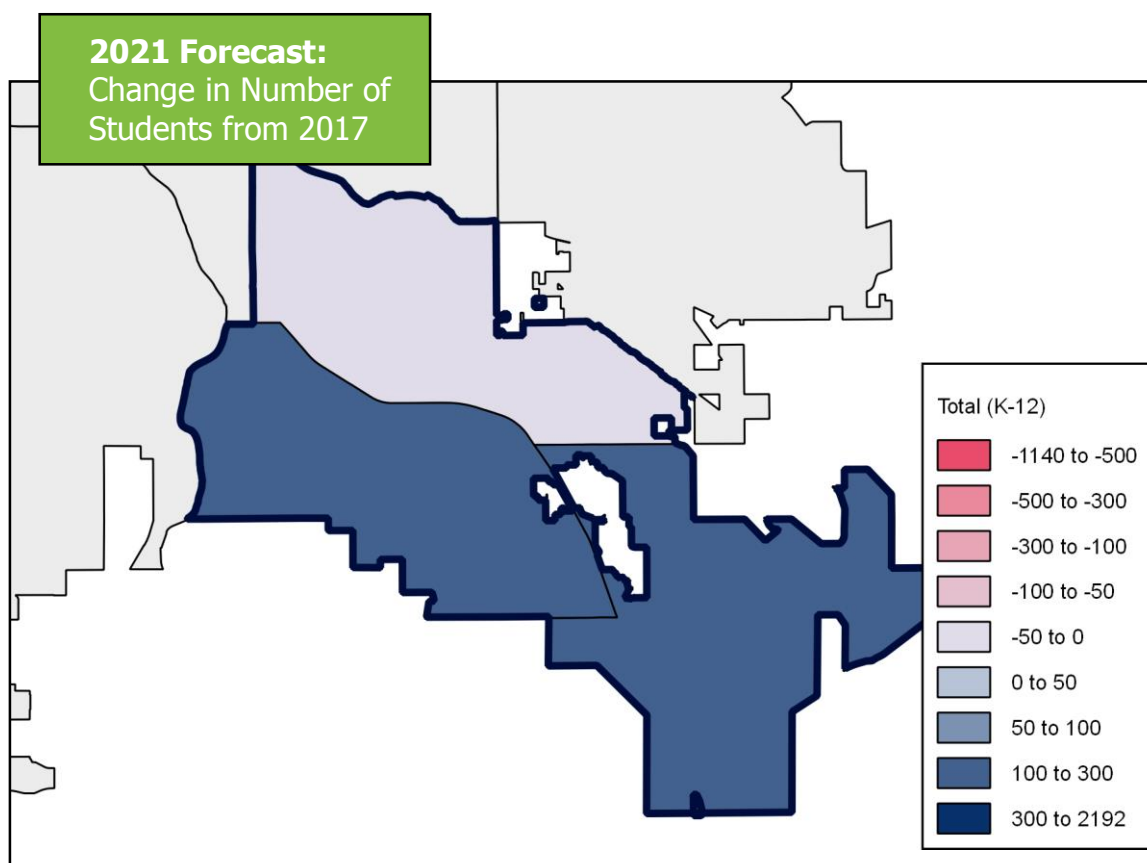 2021 Forecast:
Change in Number of
Students from 2017
Total (K-12)
-1140 to -500
-500 to -300
-300 to -100
-100 to -50
-50 to 0
0 to 50
50 to 100
100 to 300
300 to 2192